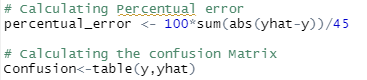 # Calculating Percentual error
percentual_error <- 100*sum(abs(yhat-y))/45
# Calculating the confusion Matrix
Confusion<-table(y,yhat)